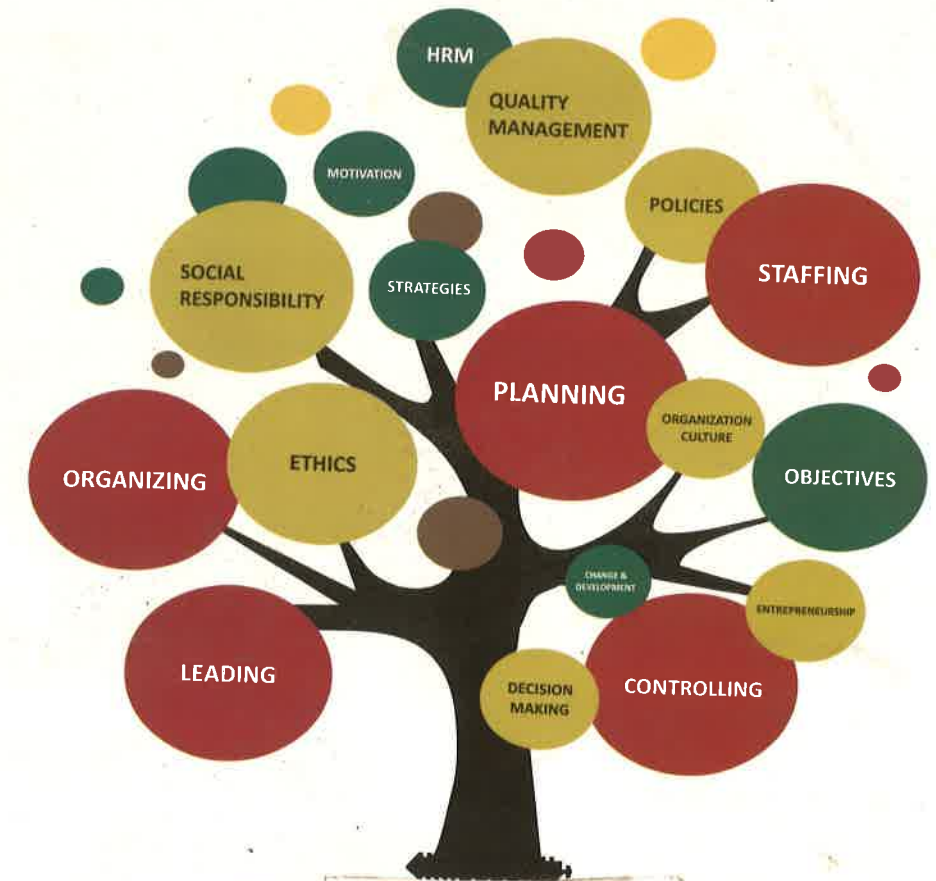 HRM
QUALITY
MANAGEMENT
MOTIVATION
POLICIES
STAFFING
SOCIAL
RESPONSIBILITY
STRATEGIES
PLANNING
ORGANIZATION
CULTURE
ORGANIZING
ETHICS
OBJECTIVES
CHANGE &
DEVELOPMENT
ENTREPRENEURSHIP
LEADING
DECISION
MAKING
CONTROLLING